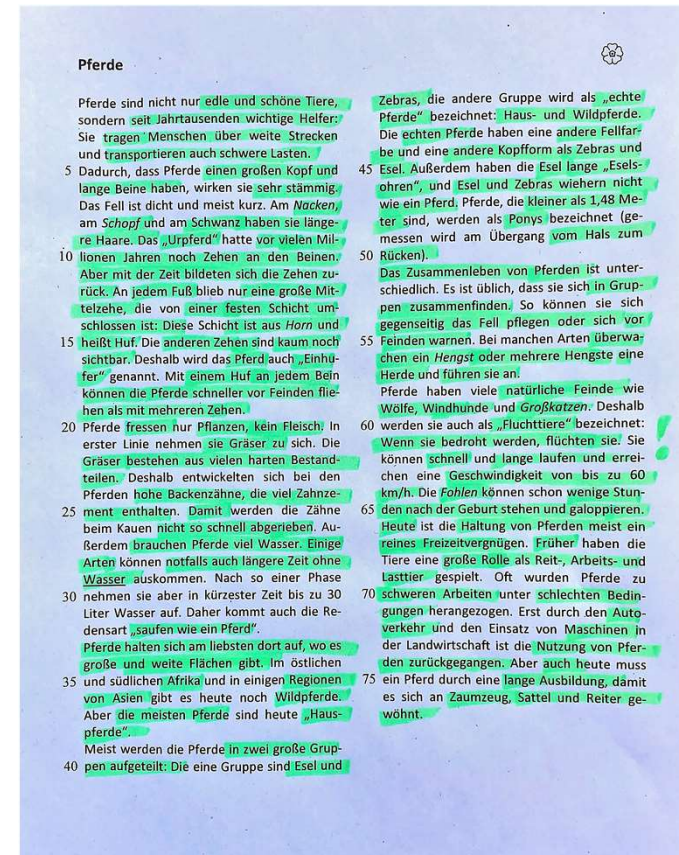 Pferde
Pferde sind nicht nur edle und schöne Tiere,
sondern seit Jahrtausenden wichtige Helfer:
Sie tragen Menschen über weite Strecken
und transportieren auch schwere Lasten.
5 Dadurch, dass Pferde einen großen Kopf und
lange Beine haben, wirken sie sehr stämmig.
Das Fell ist dicht und meist kurz. Am Nacken,
am Schopf und am Schwanz haben sie länge-
re Haare. Das „Urpferd" hatte vor vielen Mil-
10 lionen Jahren noch Zehen an den Beinen.
Aber mit der Zeit bildeten sich die Zehen zu-
rück. An jedem Fuß blieb nur eine große Mit-
telzehe, die von einer festen Schicht um-
schlossen ist: Diese Schicht ist aus Horn und
15 heißt Huf. Die anderen Zehen sind kaum noch
sichtbar. Deshalb wird das Pferd auch „Einhu-
fer" genannt. Mit einem Huf an jedem Bein
können die Pferde schneller vor Feinden flie-
hen als mit mehreren Zehen.
20 Pferde fressen nur Pflanzen, kein Fleisch. In
erster Linie nehmen sie Gräser zu sich. Die
Gräser bestehen aus vielen harten Bestand-
teilen. Deshalb entwickelten sich bei den
Pferden hohe Backenzähne, die viel Zahnze-
25 ment enthalten. Damit werden die Zähne
beim Kauen nicht so schnell abgerieben. Au-
ßerdem brauchen Pferde viel Wasser. Einige
Arten können notfalls auch längere Zeit ohne
Wasser auskommen. Nach so einer Phase
30 nehmen sie aber in kürzester Zeit bis zu 30
Liter Wasser auf. Daher kommt auch die Re-
densart „saufen wie ein Pferd".
Pferde halten sich am liebsten dort auf, wo es
große und weite Flächen gibt. Im östlichen
35 und südlichen Afrika und in einigen Regionen
von Asien gibt es heute noch Wildpferde.
Aber die meisten Pferde sind heute „Haus-
pferde".
Meist werden die Pferde in zwei große Grup-
40 pen aufgeteilt: Die eine Gruppe sind Esel und
Zebras, die andere Gruppe wird als „echte
Pferde" bezeichnet: Haus- und Wildpferde.
Die echten Pferde haben eine andere Fellfar-
be und eine andere Kopfform als Zebras und
45 Esel. Außerdem haben die Esel lange „Esels-
ohren", und Esel und Zebras wiehern nicht
wie ein Pferd. Pferde, die kleiner als 1,48 Me-
ter sind, werden als Ponys bezeichnet (ge-
messen wird am Übergang vom Hals zum
50 Rücken).
Das Zusammenleben von Pferden ist unter-
schiedlich. Es ist üblich, dass sie sich in Grup-
pen zusammenfinden. So können sie sich
gegenseitig das Fell pflegen oder sich vor
55 Feinden warnen. Bei manchen Arten überwa-
chen ein Hengst oder mehrere Hengste eine
Herde und führen sie an.
Pferde haben viele natürliche Feinde wie
Wölfe, Windhunde und Großkatzen. Deshalb
60 werden sie auch als „Fluchttiere" bezeichnet: !
Wenn sie bedroht werden, flüchten sie. Sie
können schnell und lange laufen und errei-
chen eine Geschwindigkeit von bis zu 60
km/h. Die Fohlen können schon wenige Stun-
65 den nach der Geburt stehen und galoppieren.
Heute ist die Haltung von Pferden meist ein
reines Freizeitvergnügen. Früher haben die
Tiere eine große Rolle als Reit-, Arbeits- und
Lasttier gespielt. Oft wurden Pferde zu
70 schweren Arbeiten unter schlechten Bedin-
gungen herangezogen. Erst durch den Auto-
verkehr und den Einsatz von Maschinen in
der Landwirtschaft ist die Nutzung von Pfer-
den zurückgegangen. Aber auch heute muss
75 ein Pferd durch eine lange Ausbildung, damit
es sich an Zaumzeug, Sattel und Reiter ge-
wöhnt.